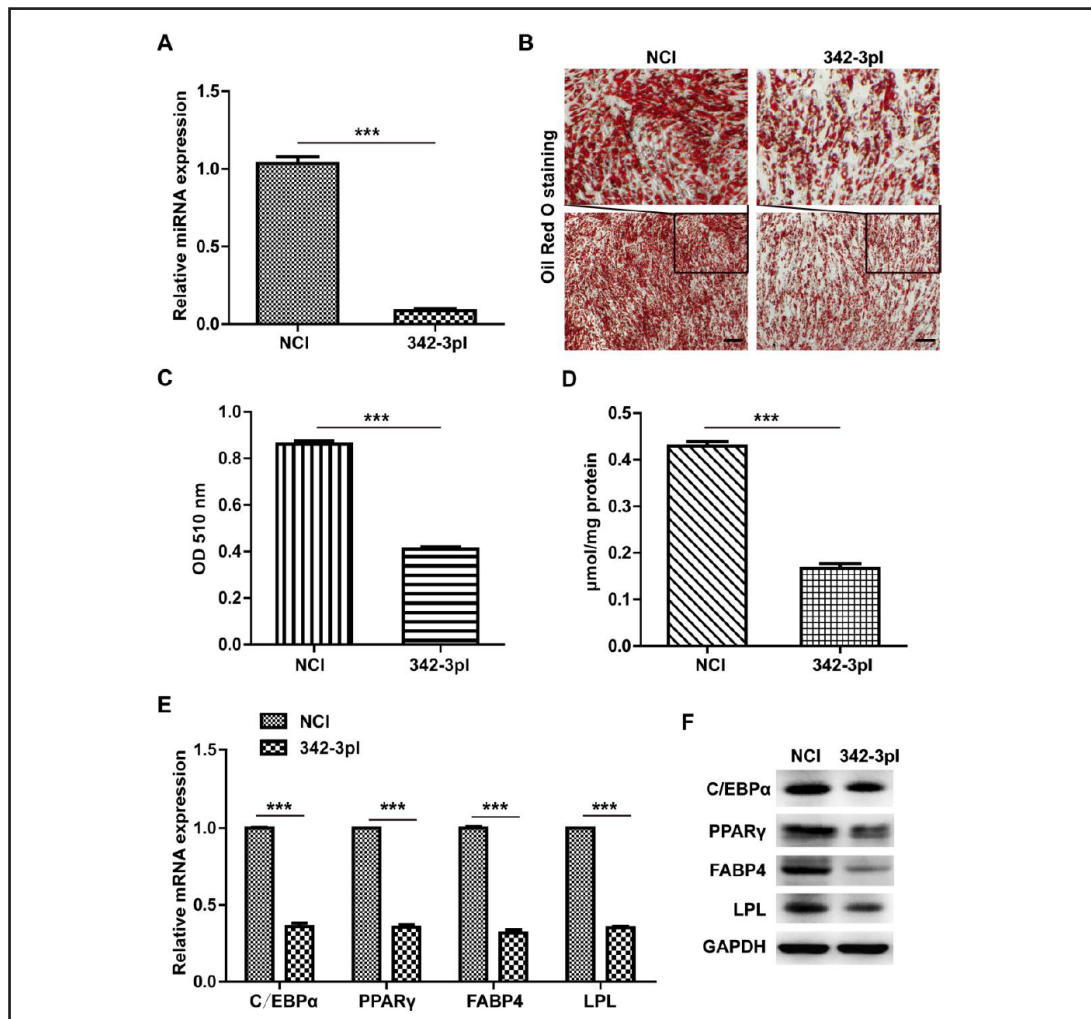 A
Relative miRNA expression
1.5
1.0
0.5
0.0
***
NCI
342-3pI
B
NCI
342-3pI
Oil Red O staining
C
OD 510 nm
1.0
0.8
0.6
0.4
0.2
0.0
***
NCI
342-3pI
D
μmol/mg protein
0.5
0.4
0.3
0.2
0.1
0.0
***
NCI
342-3pI
E
NCI
342-3pI
Relative mRNA expression
1.5
1.0
0.5
0.0
*** *** *** ***
C/EBPα PPARγ FABP4 LPL
F
NCI 342-3pI
C/EBPα
PPARγ
FABP4
LPL
GAPDH